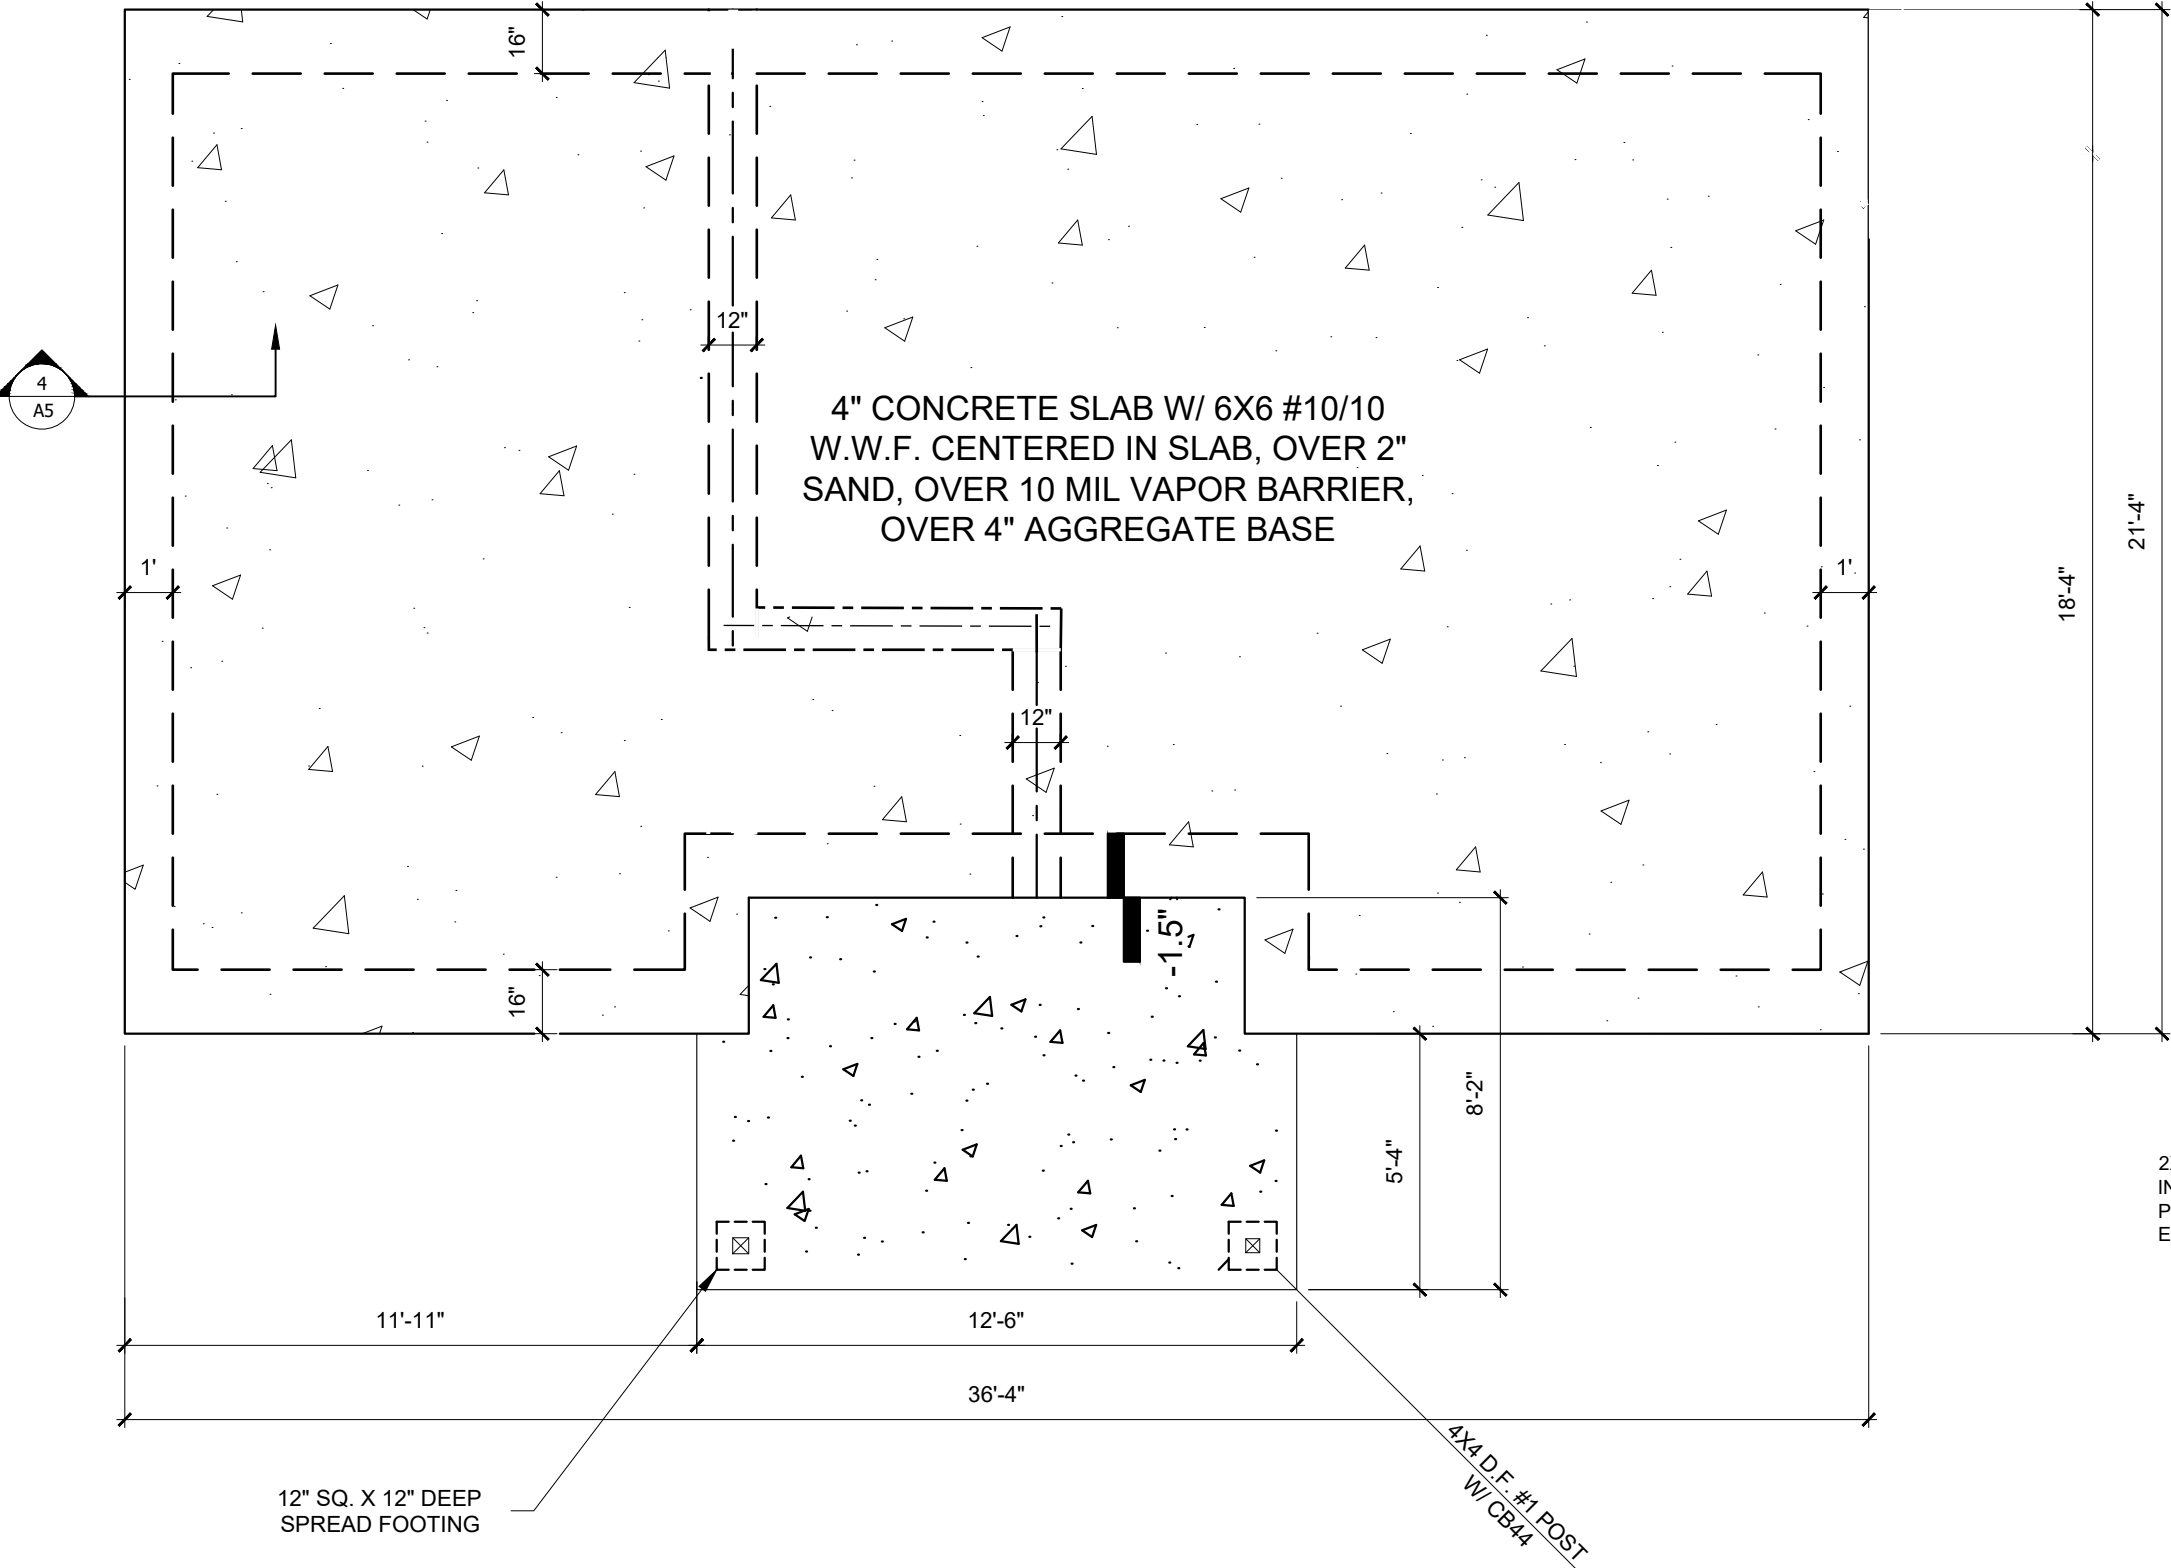 16"
12"
4
A5
4" CONCRETE SLAB W/ 6X6 #10/10
W.W.F. CENTERED IN SLAB, OVER 2"
SAND, OVER 10 MIL VAPOR BARRIER,
OVER 4" AGGREGATE BASE
1'
1'
18'-4"
21'-4"
12"
-1.5"
16"
8'-2"
5'-4"
2
IN
P
E
11'-11"
12'-6"
36'-4"
12" SQ. X 12" DEEP
SPREAD FOOTING
4X4 D.F. #1 POST
W/ CB44